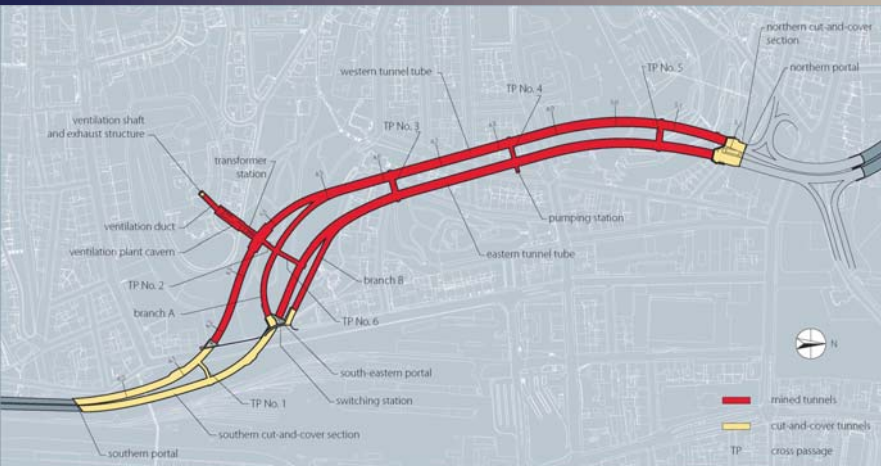 northern cut-and-cover
section
northern portal
TP No. 5
western tunnel tube
TP No. 4
ventilation shaft
and exhaust structure
TP No. 3
transformer
station
ventilation duct
pumping station
ventilation plant cavern
eastern tunnel tube
TP No. 2
branch B
branch A
TP No. 6
N
south-eastern portal
TP No. 1
switching station
southern cut-and-cover section
southern portal
mined tunnels
cut-and-cover tunnels
TP cross passage